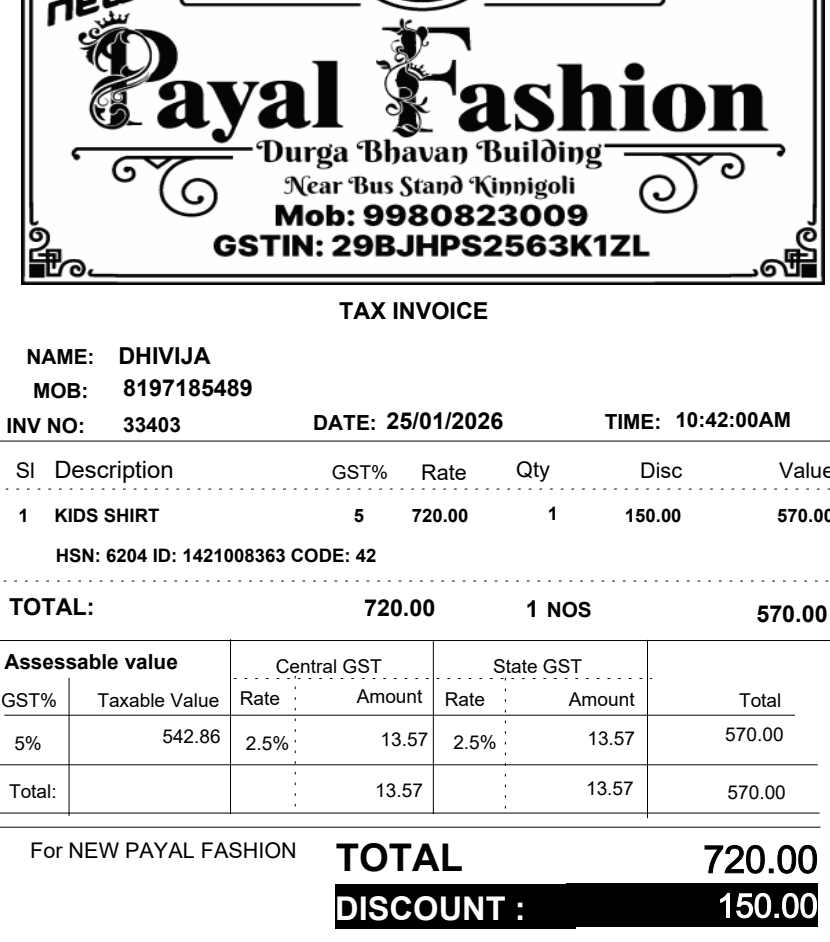 new
Payal Fashion
Durga Bhavan Building
Near Bus Stand Kinnigoli
Mob: 9980823009
GSTIN: 29BJHPS2563K1ZL
TAX INVOICE
NAME: DHIVIJA
MOB: 8197185489
INV NO: 33403 DATE: 25/01/2026 TIME: 10:42:00AM
Sl Description GST% Rate Qty Disc Value
1 KIDS SHIRT 5 720.00 1 150.00 570.00
HSN: 6204 ID: 1421008363 CODE: 42
TOTAL: 720.00 1 NOS 570.00
Assessable value Central GST State GST
GST% Taxable Value Rate Amount Rate Amount Total
5% 542.86 2.5% 13.57 2.5% 13.57 570.00
Total: 13.57 13.57 570.00
For NEW PAYAL FASHION TOTAL 720.00
DISCOUNT : 150.00